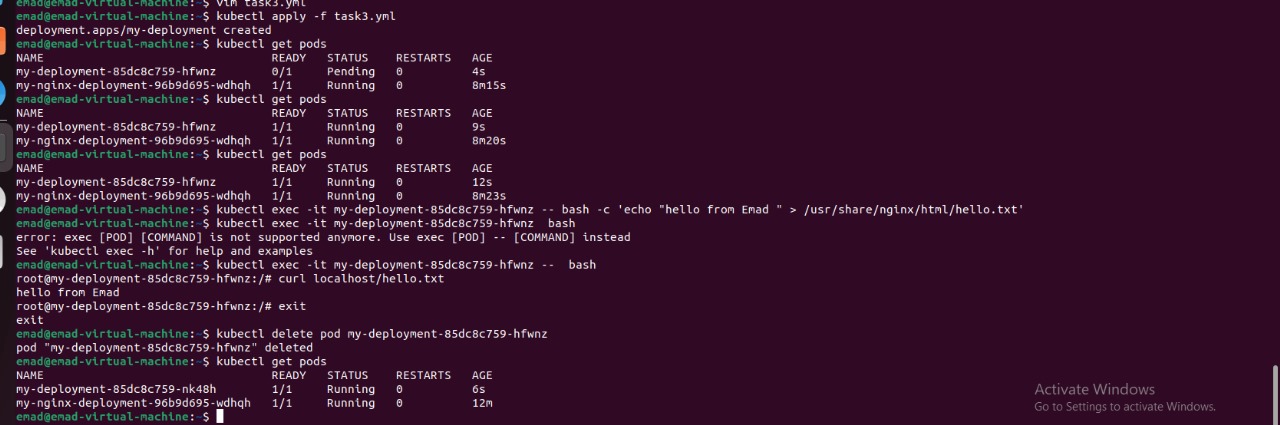 emad@emad-virtual-machine:~$ vim task3.yml
emad@emad-virtual-machine:~$ kubectl apply -f task3.yml
deployment.apps/my-deployment created
emad@emad-virtual-machine:~$ kubectl get pods
NAME READY STATUS RESTARTS AGE
my-deployment-85dc8c759-hfwnz 0/1 Pending 0 4s
my-nginx-deployment-96b9d695-wdhqh 1/1 Running 0 8m15s
emad@emad-virtual-machine:~$ kubectl get pods
NAME READY STATUS RESTARTS AGE
my-deployment-85dc8c759-hfwnz 1/1 Running 0 9s
my-nginx-deployment-96b9d695-wdhqh 1/1 Running 0 8m20s
emad@emad-virtual-machine:~$ kubectl get pods
NAME READY STATUS RESTARTS AGE
my-deployment-85dc8c759-hfwnz 1/1 Running 0 12s
my-nginx-deployment-96b9d695-wdhqh 1/1 Running 0 8m23s
emad@emad-virtual-machine:~$ kubectl exec -it my-deployment-85dc8c759-hfwnz -- bash -c 'echo "hello from Emad " > /usr/share/nginx/html/hello.txt'
emad@emad-virtual-machine:~$ kubectl exec -it my-deployment-85dc8c759-hfwnz  bash
error: exec [POD] [COMMAND] is not supported anymore. Use exec [POD] -- [COMMAND] instead
See 'kubectl exec -h' for help and examples
emad@emad-virtual-machine:~$ kubectl exec -it my-deployment-85dc8c759-hfwnz --  bash
root@my-deployment-85dc8c759-hfwnz:/# curl localhost/hello.txt
hello from Emad
root@my-deployment-85dc8c759-hfwnz:/# exit
exit
emad@emad-virtual-machine:~$ kubectl delete pod my-deployment-85dc8c759-hfwnz
pod "my-deployment-85dc8c759-hfwnz" deleted
emad@emad-virtual-machine:~$ kubectl get pods
NAME READY STATUS RESTARTS AGE
my-deployment-85dc8c759-nk48h 1/1 Running 0 6s
my-nginx-deployment-96b9d695-wdhqh 1/1 Running 0 12m
emad@emad-virtual-machine:~$
Activate Windows
Go to Settings to activate Windows.